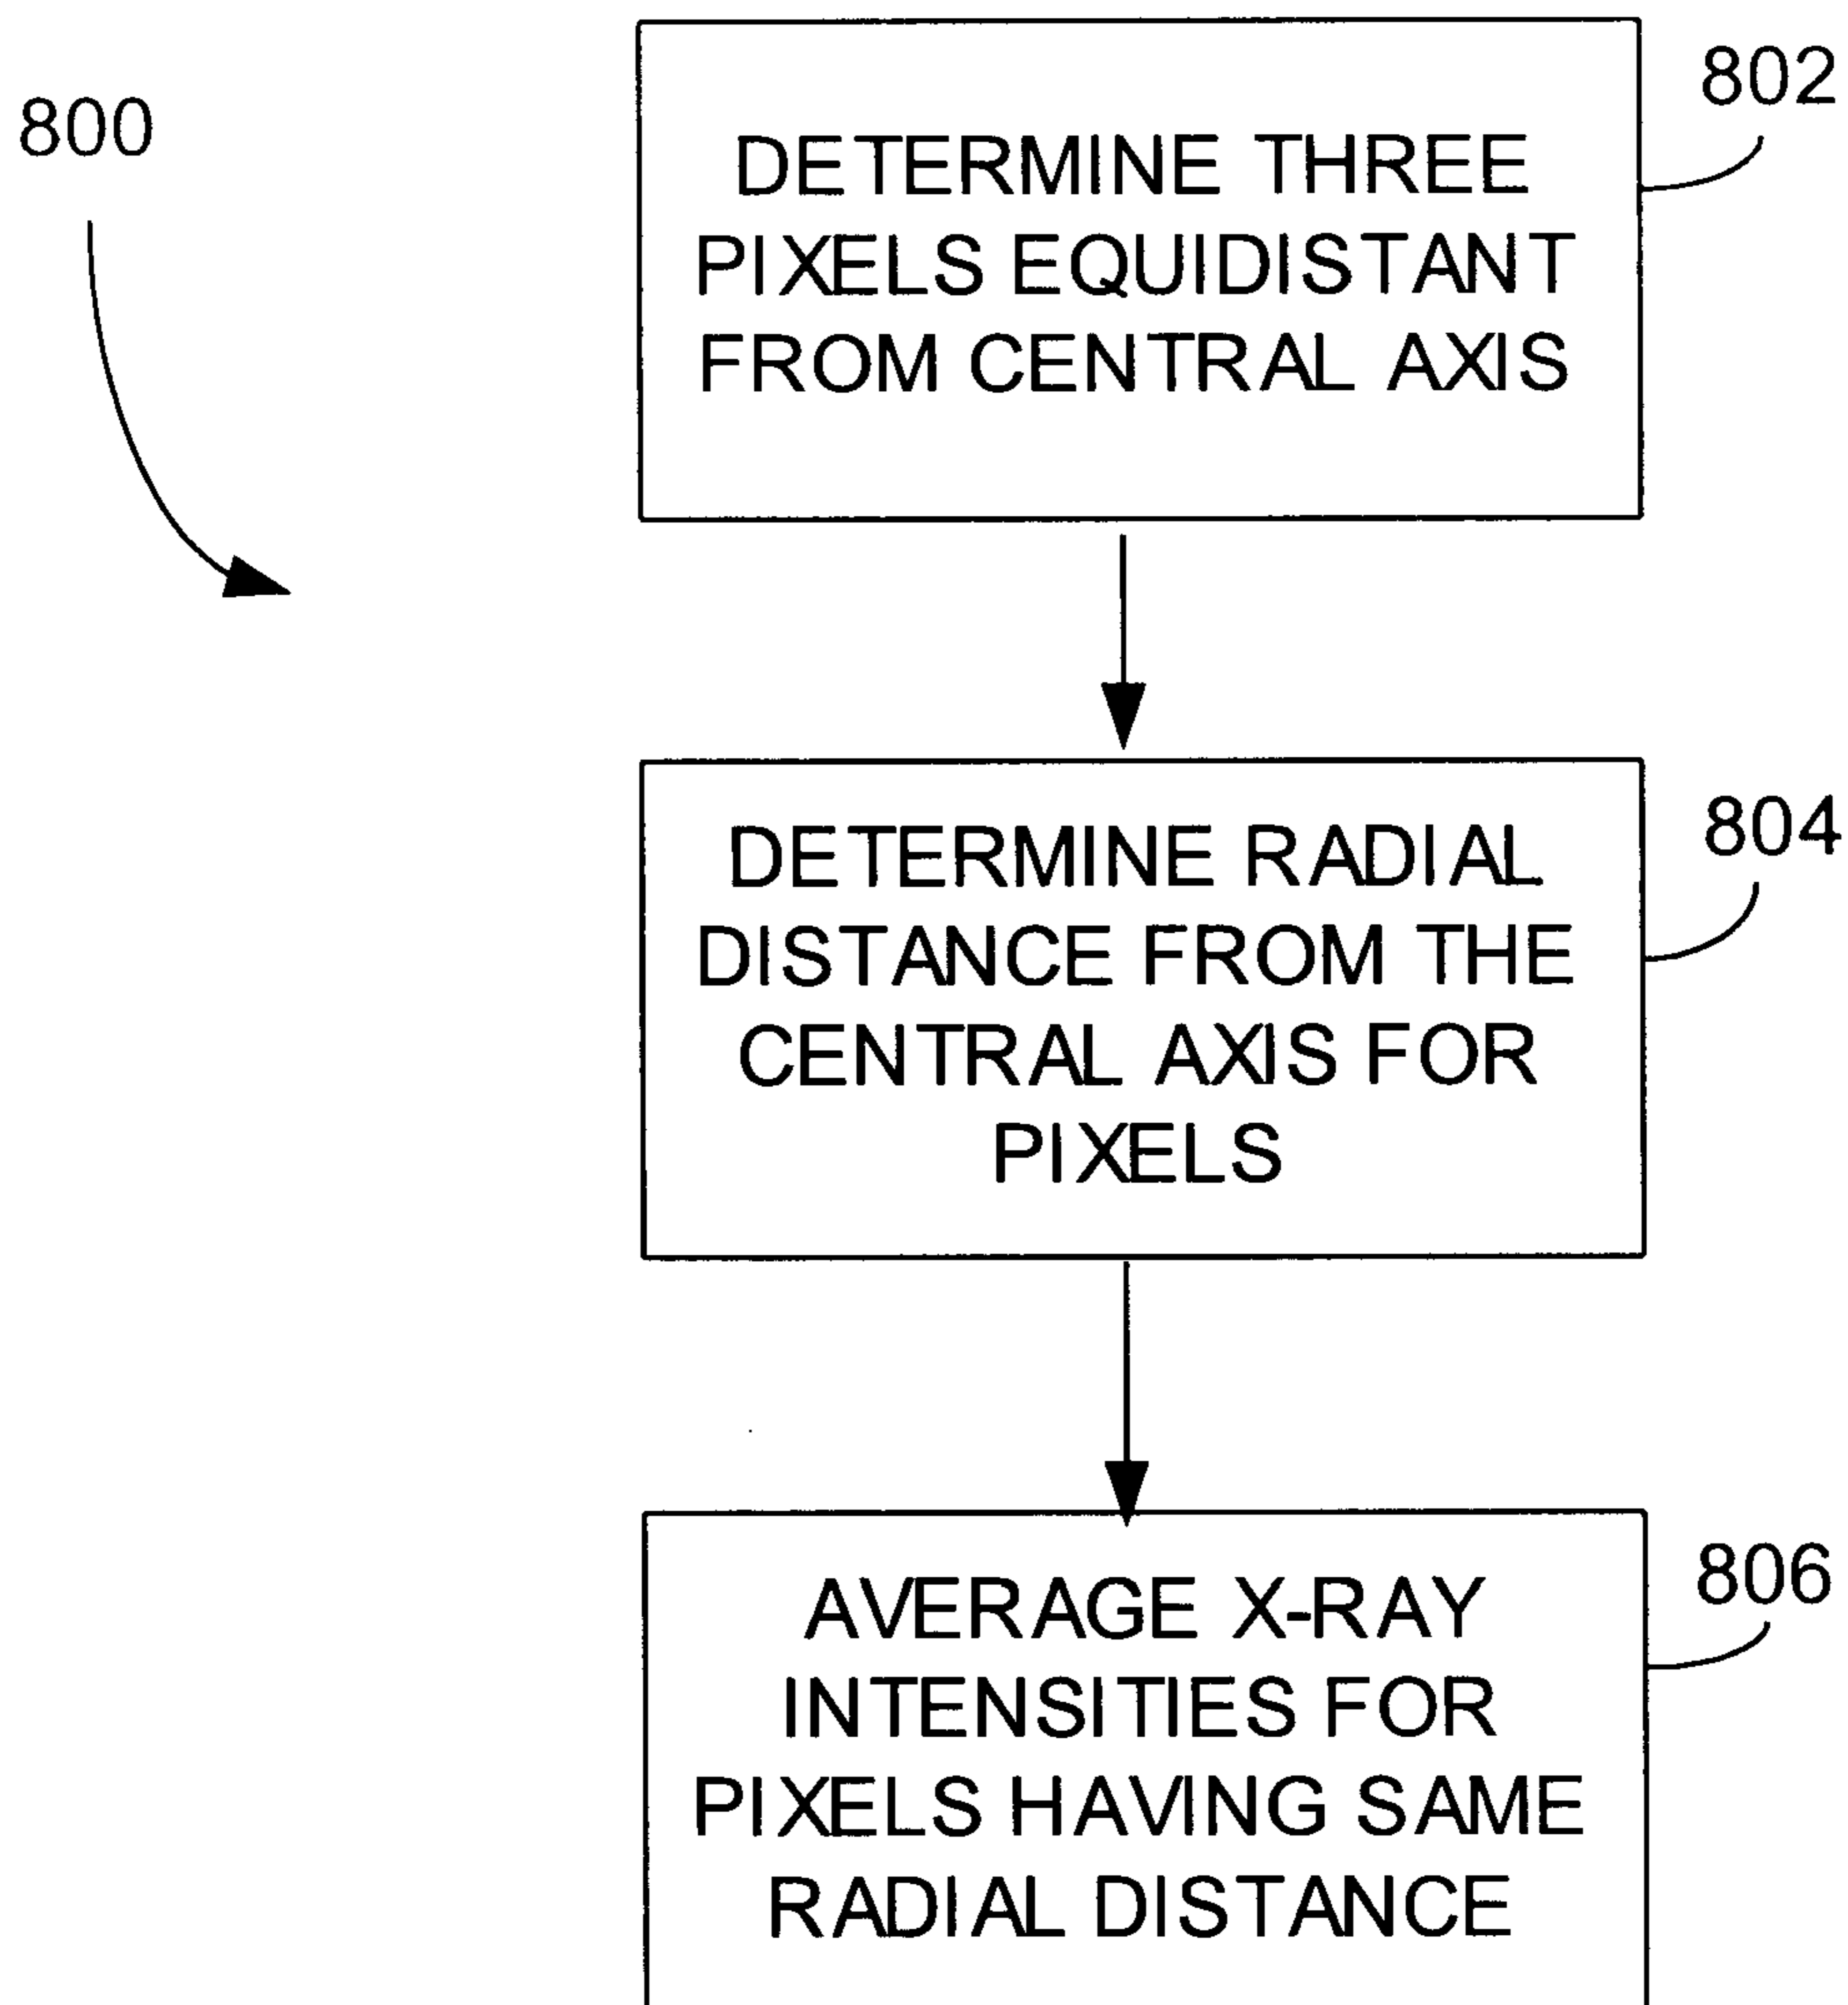 800
802
DETERMINE THREE
PIXELS EQUIDISTANT
FROM CENTRAL AXIS
804
DETERMINE RADIAL
DISTANCE FROM THE
CENTRAL AXIS FOR
PIXELS
806
AVERAGE X-RAY
INTENSITIES FOR
PIXELS HAVING SAME
RADIAL DISTANCE